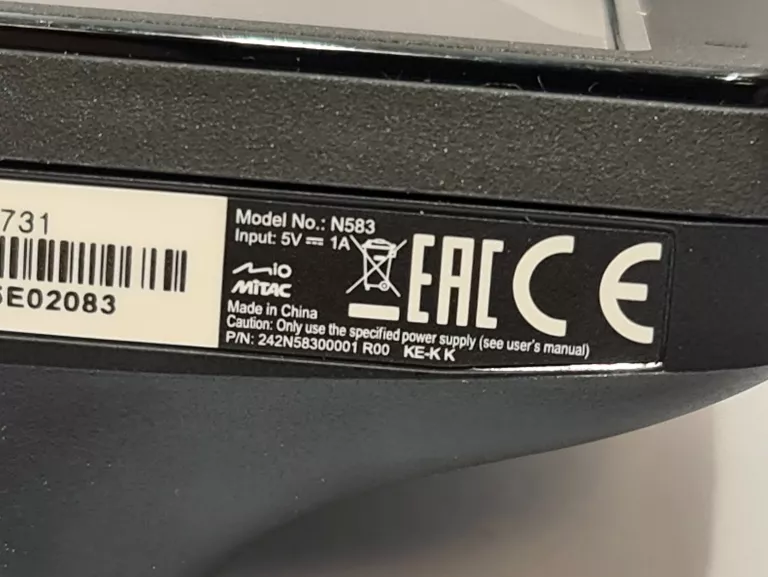 731
5E02083
Model No.: N583
Input: 5V ⎓ 1A
Mio
MiTAC
EAC CE
Made in China
Caution: Only use the specified power supply (see user's manual)
P/N: 242N58300001 R00 KE-K K